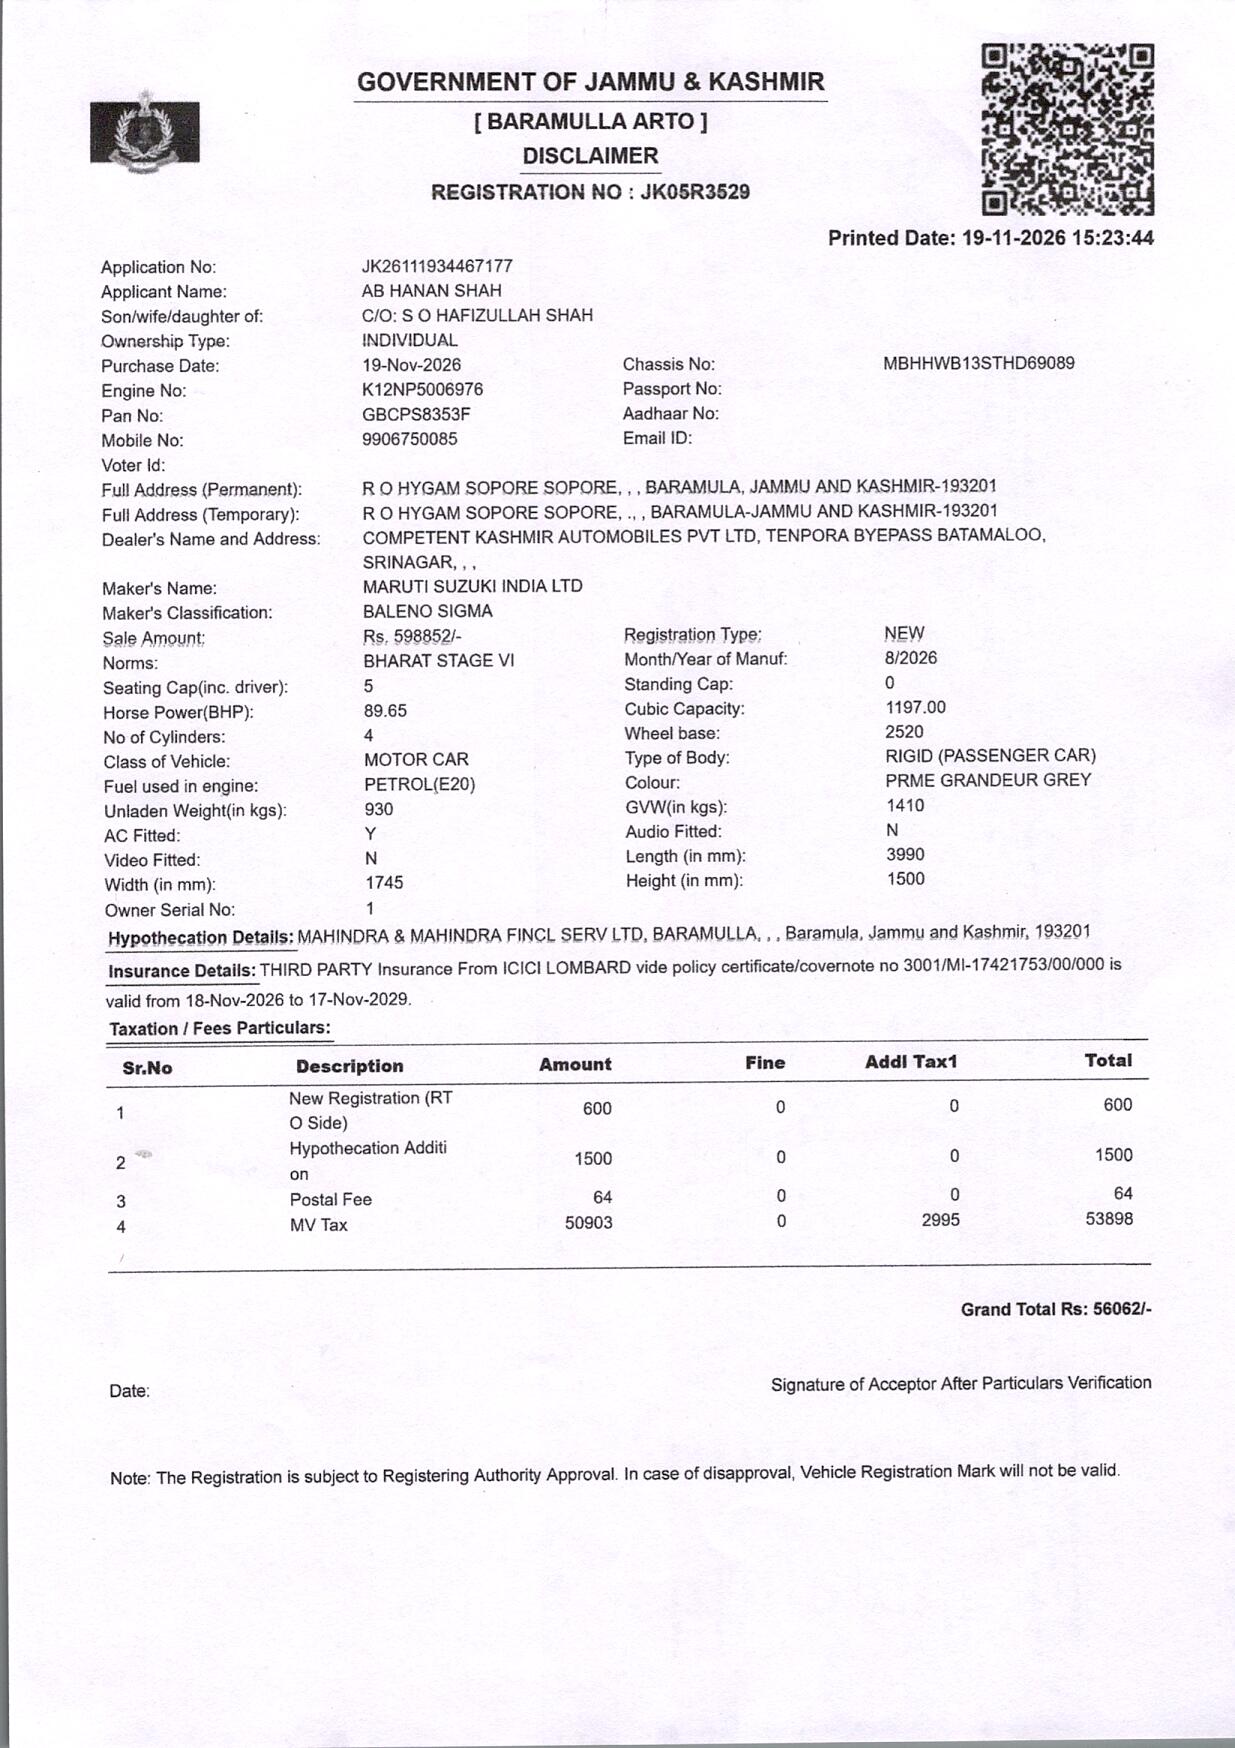 GOVERNMENT OF JAMMU & KASHMIR
[ BARAMULLA ARTO ]
DISCLAIMER
REGISTRATION NO : JK05R3529
Printed Date: 19-11-2026 15:23:44
Application No: JK26111934467177
Applicant Name: AB HANAN SHAH
Son/wife/daughter of: C/O: S O HAFIZULLAH SHAH
Ownership Type: INDIVIDUAL
Purchase Date: 19-Nov-2026 Chassis No: MBHHWB13STHD69089
Engine No: K12NP5006976 Passport No:
Pan No: GBCPS8353F Aadhaar No:
Mobile No: 9906750085 Email ID:
Voter Id:
Full Address (Permanent): R O HYGAM SOPORE SOPORE, , , BARAMULA, JAMMU AND KASHMIR-193201
Full Address (Temporary): R O HYGAM SOPORE SOPORE, ., , BARAMULA-JAMMU AND KASHMIR-193201
Dealer's Name and Address: COMPETENT KASHMIR AUTOMOBILES PVT LTD, TENPORA BYEPASS BATAMALOO,
SRINAGAR, , ,
Maker's Name: MARUTI SUZUKI INDIA LTD
Maker's Classification: BALENO SIGMA
Sale Amount: Rs. 598852/- Registration Type: NEW
Norms: BHARAT STAGE VI Month/Year of Manuf: 8/2026
Seating Cap(inc. driver): 5 Standing Cap: 0
Horse Power(BHP): 89.65 Cubic Capacity: 1197.00
No of Cylinders: 4 Wheel base: 2520
Class of Vehicle: MOTOR CAR Type of Body: RIGID (PASSENGER CAR)
Fuel used in engine: PETROL(E20) Colour: PRME GRANDEUR GREY
Unladen Weight(in kgs): 930 GVW(in kgs): 1410
AC Fitted: Y Audio Fitted: N
Video Fitted: N Length (in mm): 3990
Width (in mm): 1745 Height (in mm): 1500
Owner Serial No: 1
Hypothecation Details: MAHINDRA & MAHINDRA FINCL SERV LTD, BARAMULLA, , , Baramula, Jammu and Kashmir, 193201
Insurance Details: THIRD PARTY Insurance From ICICI LOMBARD vide policy certificate/covernote no 3001/MI-17421753/00/000 is
valid from 18-Nov-2026 to 17-Nov-2029.
Taxation / Fees Particulars:
Sr.No Description Amount Fine Addl Tax1 Total
1 New Registration (RT 600 0 0 600
O Side)
2 Hypothecation Additi 1500 0 0 1500
on
3 Postal Fee 64 0 0 64
4 MV Tax 50903 0 2995 53898
Grand Total Rs: 56062/-
Date: Signature of Acceptor After Particulars Verification
Note: The Registration is subject to Registering Authority Approval. In case of disapproval, Vehicle Registration Mark will not be valid.